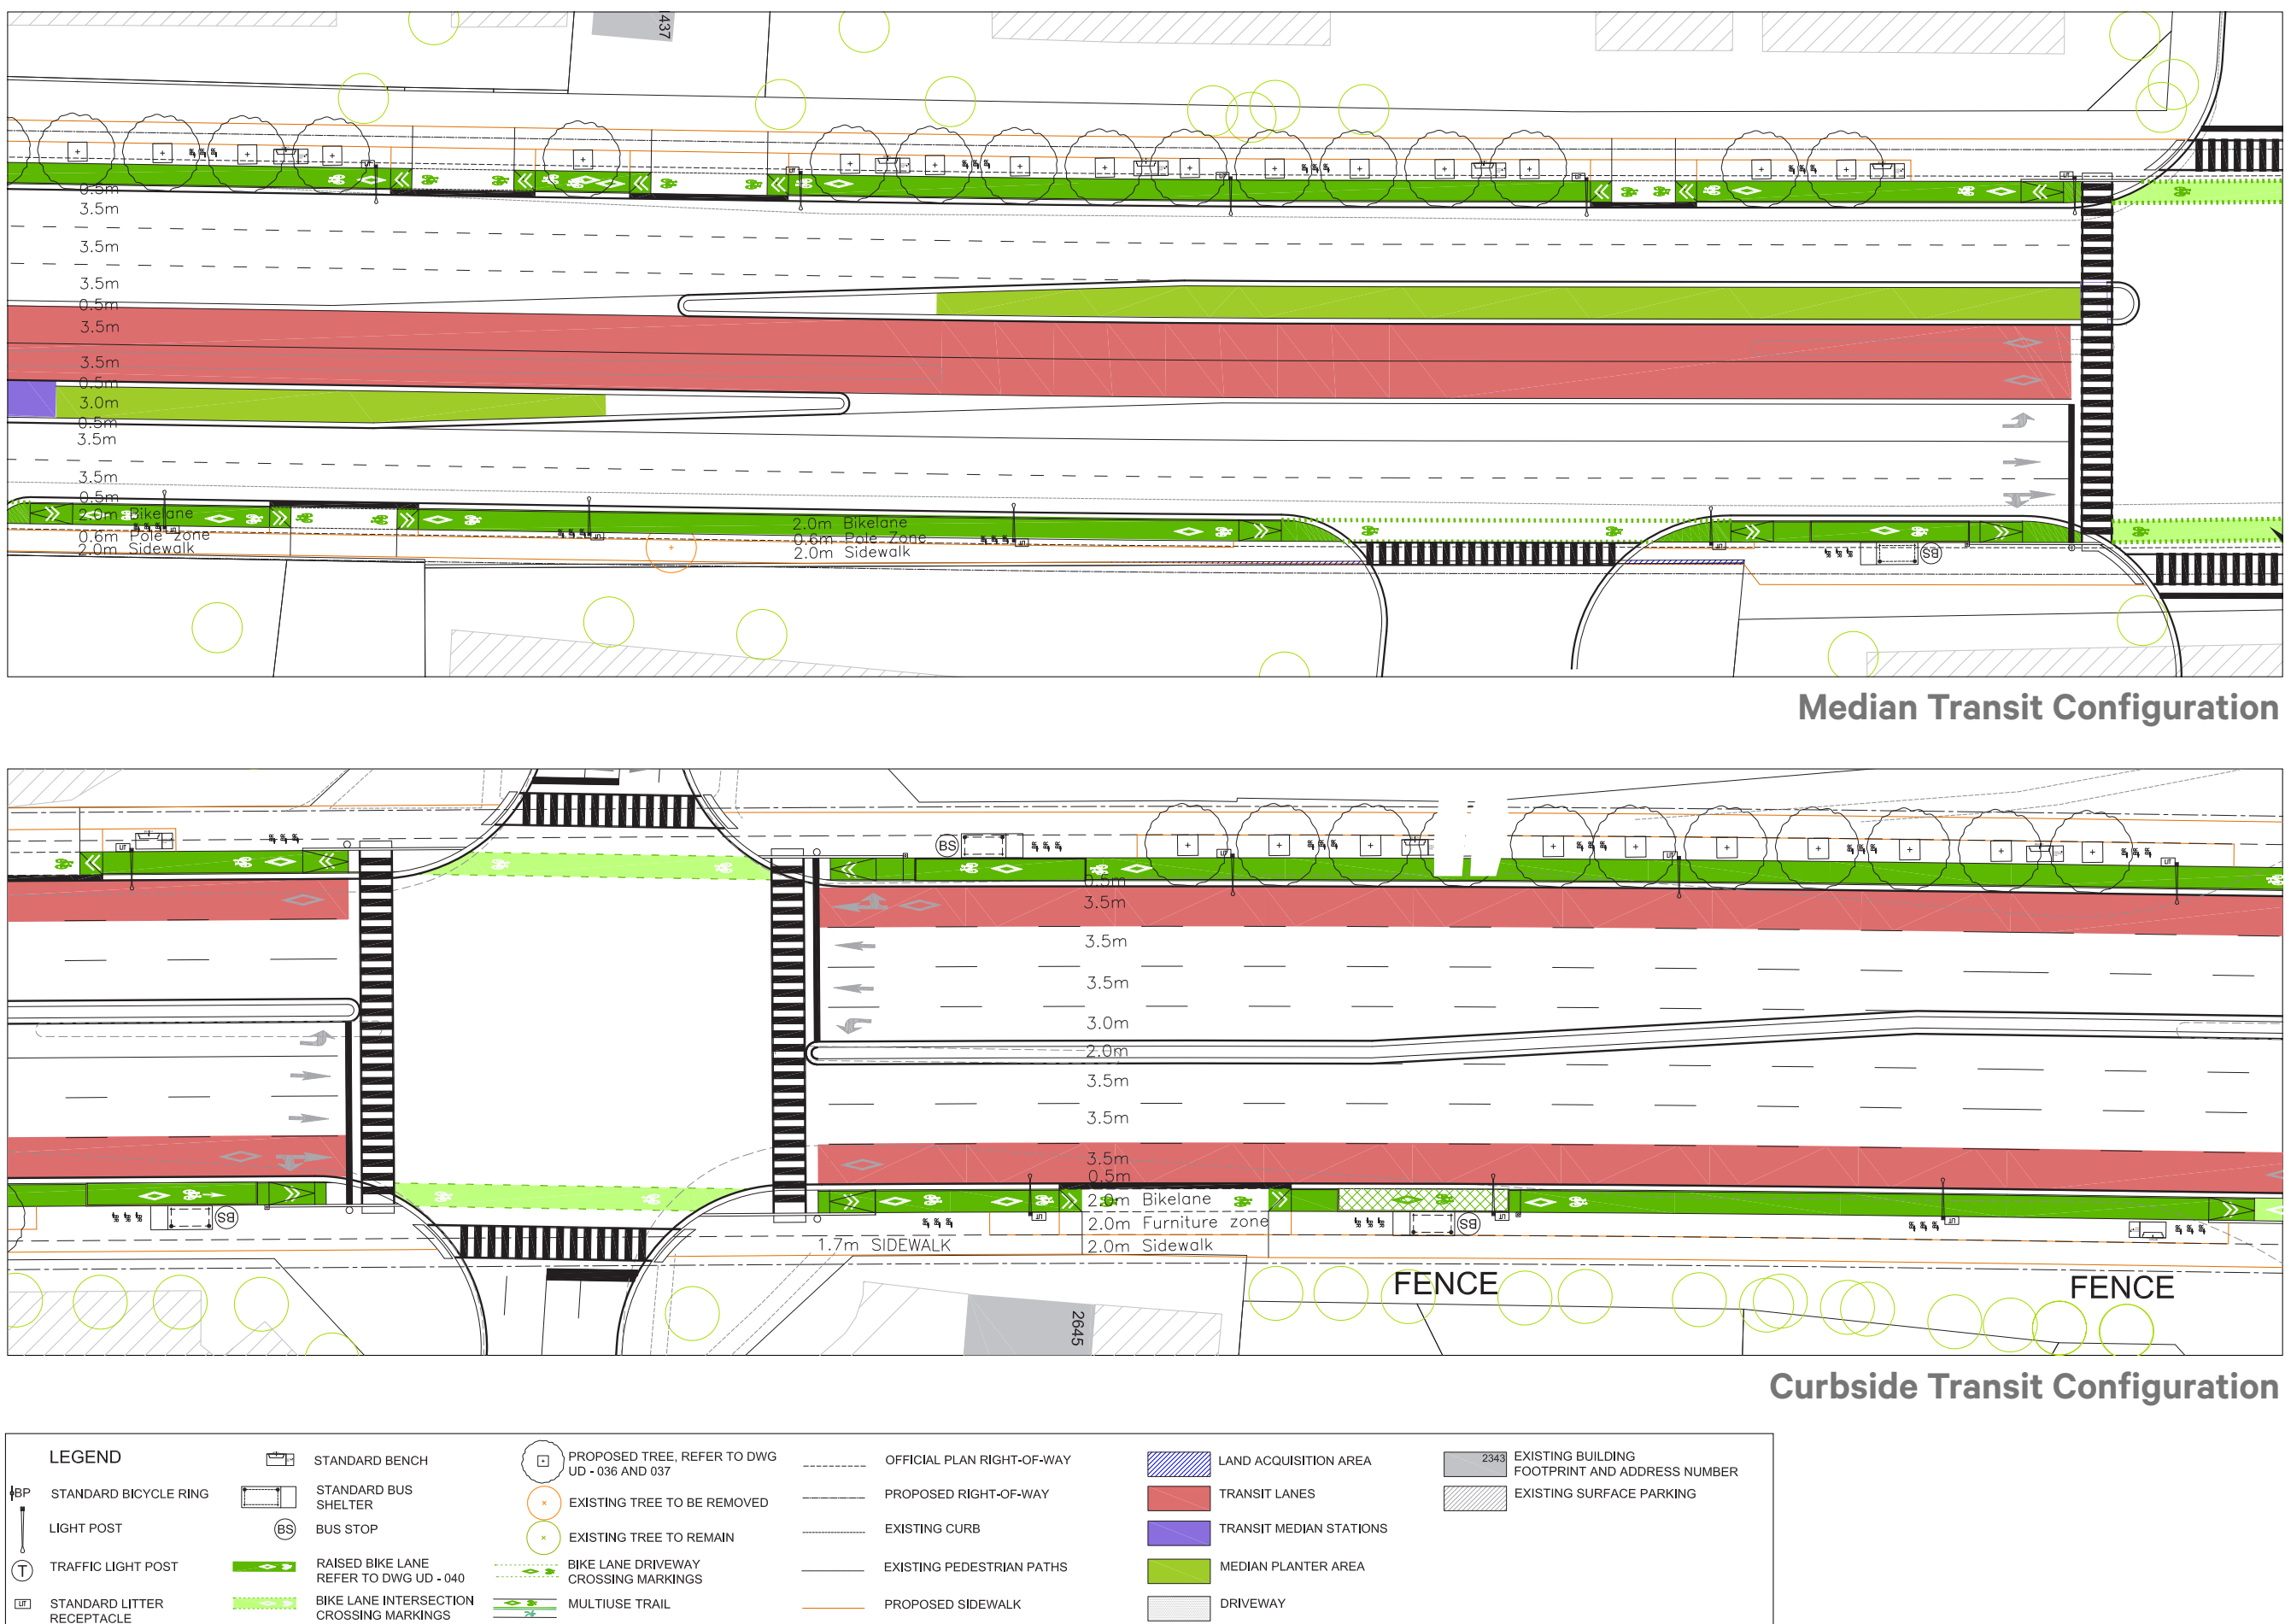 1437
0.5m
3.5m
3.5m
3.5m
0.5m
3.5m
3.5m
0.5m
3.0m
0.5m
3.5m
3.5m
0.5m
2.0m Bikelane
0.6m Pole zone
2.0m Sidewalk
2.0m Bikelane
0.6m Pole Zone
2.0m Sidewalk
BS
Median Transit Configuration
BS
0.5m
3.5m
3.5m
3.5m
3.0m
2.0m
3.5m
3.5m
3.5m
0.5m
2.0m Bikelane
2.0m Furniture zone
2.0m Sidewalk
1.7m SIDEWALK
BS
BS
FENCE
FENCE
2645
Curbside Transit Configuration
LEGEND
BP STANDARD BICYCLE RING
LIGHT POST
T TRAFFIC LIGHT POST
LIT STANDARD LITTER
RECEPTACLE
STANDARD BENCH
STANDARD BUS
SHELTER
BS BUS STOP
RAISED BIKE LANE
REFER TO DWG UD - 040
BIKE LANE INTERSECTION
CROSSING MARKINGS
PROPOSED TREE, REFER TO DWG
UD - 036 AND 037
EXISTING TREE TO BE REMOVED
EXISTING TREE TO REMAIN
BIKE LANE DRIVEWAY
CROSSING MARKINGS
MULTIUSE TRAIL
OFFICIAL PLAN RIGHT-OF-WAY
PROPOSED RIGHT-OF-WAY
EXISTING CURB
EXISTING PEDESTRIAN PATHS
PROPOSED SIDEWALK
LAND ACQUISITION AREA
TRANSIT LANES
TRANSIT MEDIAN STATIONS
MEDIAN PLANTER AREA
DRIVEWAY
2343 EXISTING BUILDING
FOOTPRINT AND ADDRESS NUMBER
EXISTING SURFACE PARKING